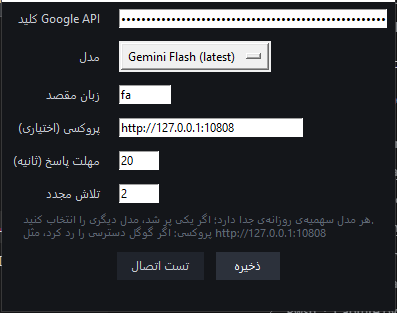 کلید Google API
مدل
Gemini Flash (latest)
زبان مقصد
fa
پروکسی (اختیاری)
http://127.0.0.1:10808
مهلت پاسخ (ثانیه)
20
تلاش مجدد
2
هر مدل سهمیه‌ی روزانه‌ی جدا دارد؛ اگر یکی پر شد، مدل دیگری را انتخاب کنید.
پروکسی: اگر گوگل دسترسی را رد کرد، مثل http://127.0.0.1:10808
تست اتصال
ذخیره